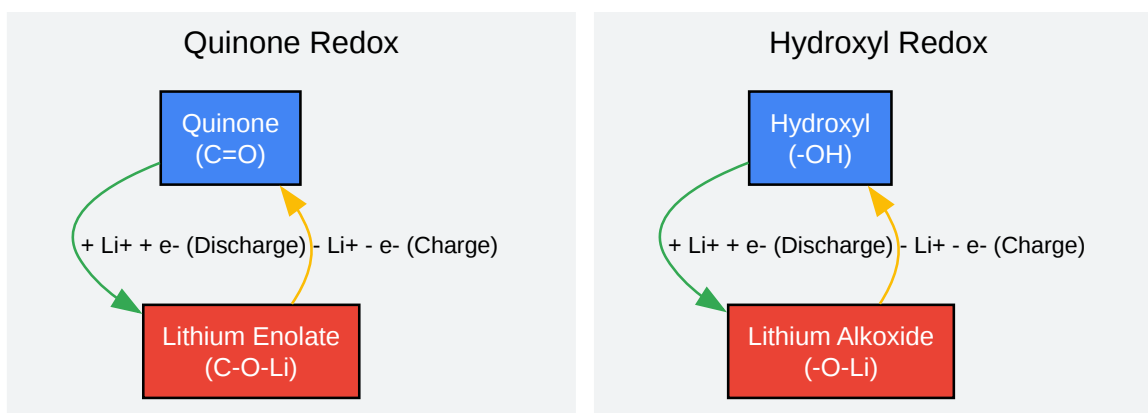 Quinone Redox
Quinone
(C=O)
+ Li+ + e- (Discharge)
- Li+ - e- (Charge)
Lithium Enolate
(C-O-Li)
Hydroxyl Redox
Hydroxyl
(-OH)
+ Li+ + e- (Discharge)
- Li+ - e- (Charge)
Lithium Alkoxide
(-O-Li)